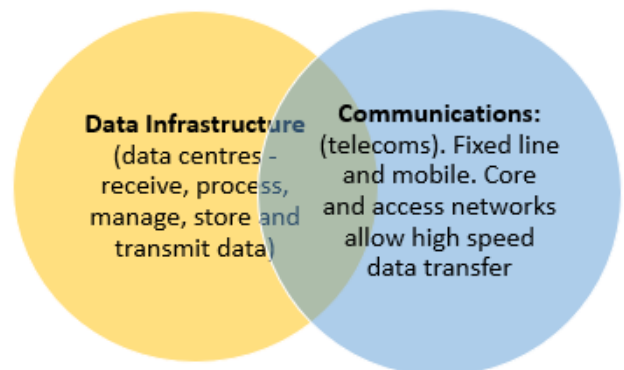 Data Infrastructure
(data centres -
receive, process,
manage, store and
transmit data)
Communications:
(telecoms). Fixed line
and mobile. Core
and access networks
allow high speed
data transfer